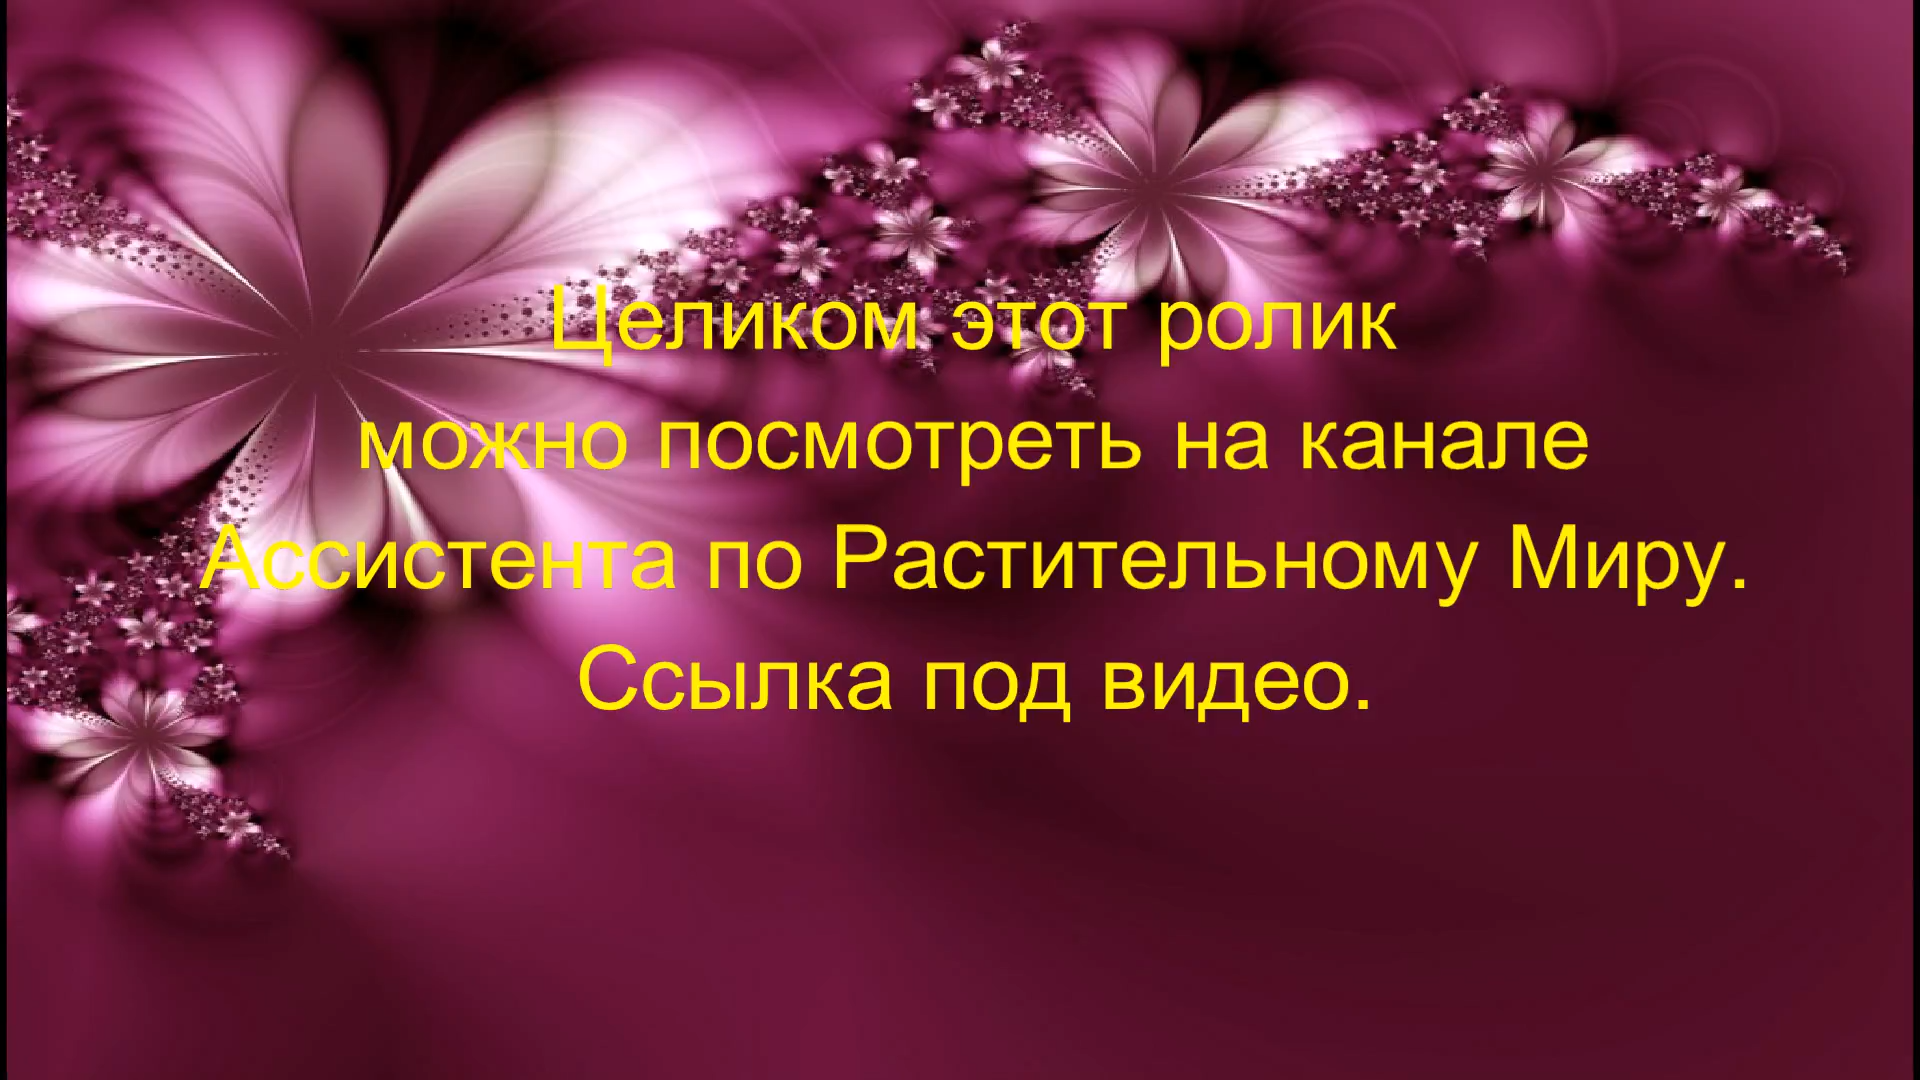 Целиком этот ролик
можно посмотреть на канале
Ассистента по Растительному Миру.
Ссылка под видео.